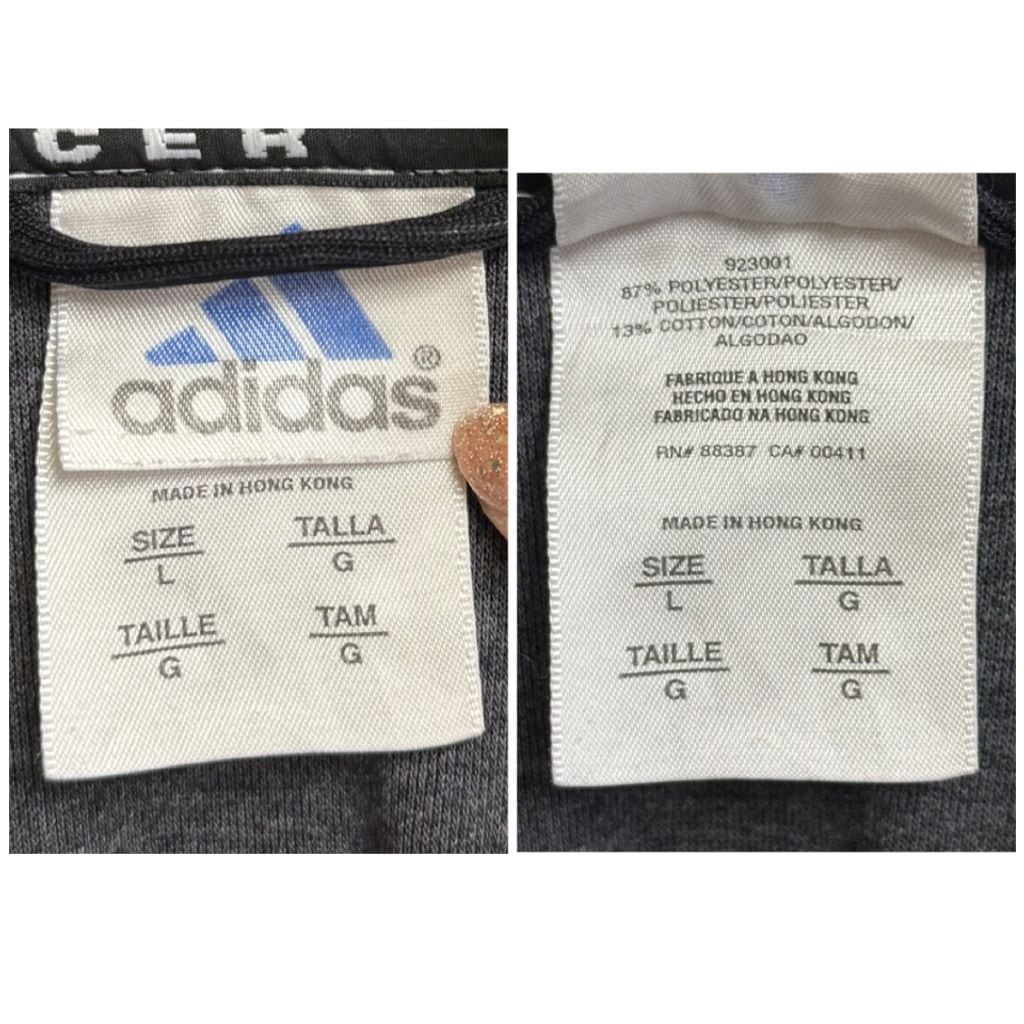 CER
adidas®
MADE IN HONG KONG
SIZE TALLA
L G
TAILLE TAM
G G
923001
87% POLYESTER/POLYESTER/
POLIESTER/POLIESTER
13% COTTON/COTON/ALGODON/
ALGODAO
FABRIQUE A HONG KONG
HECHO EN HONG KONG
FABRICADO NA HONG KONG
RN# 88387 CA# 00411
MADE IN HONG KONG
SIZE TALLA
L G
TAILLE TAM
G G